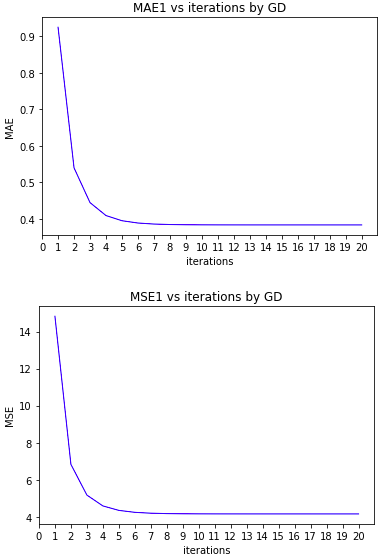 MAE1 vs iterations by GD
0.9
0.8
0.7
0.6
0.5
0.4
MAE
0 1 2 3 4 5 6 7 8 9 10 11 12 13 14 15 16 17 18 19 20
iterations
MSE1 vs iterations by GD
14
12
10
8
6
4
MSE
0 1 2 3 4 5 6 7 8 9 10 11 12 13 14 15 16 17 18 19 20
iterations